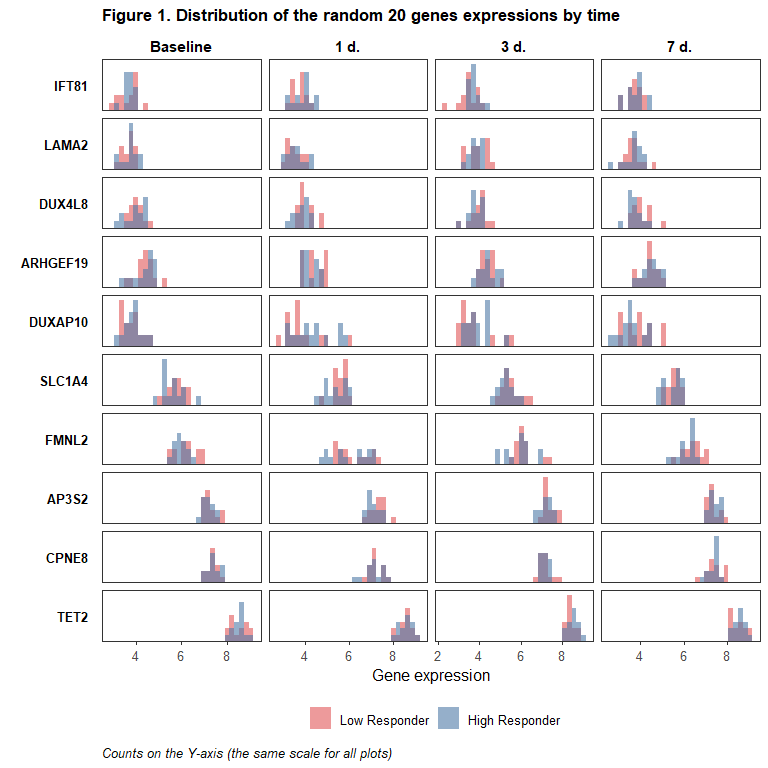 Figure 1. Distribution of the random 20 genes expressions by time
Baseline 1 d. 3 d. 7 d.
IFT81
LAMA2
DUX4L8
ARHGEF19
DUXAP10
SLC1A4
FMNL2
AP3S2
CPNE8
TET2
4 6 8 4 6 8 2 4 6 8 4 6 8
Gene expression
Low Responder High Responder
Counts on the Y-axis (the same scale for all plots)